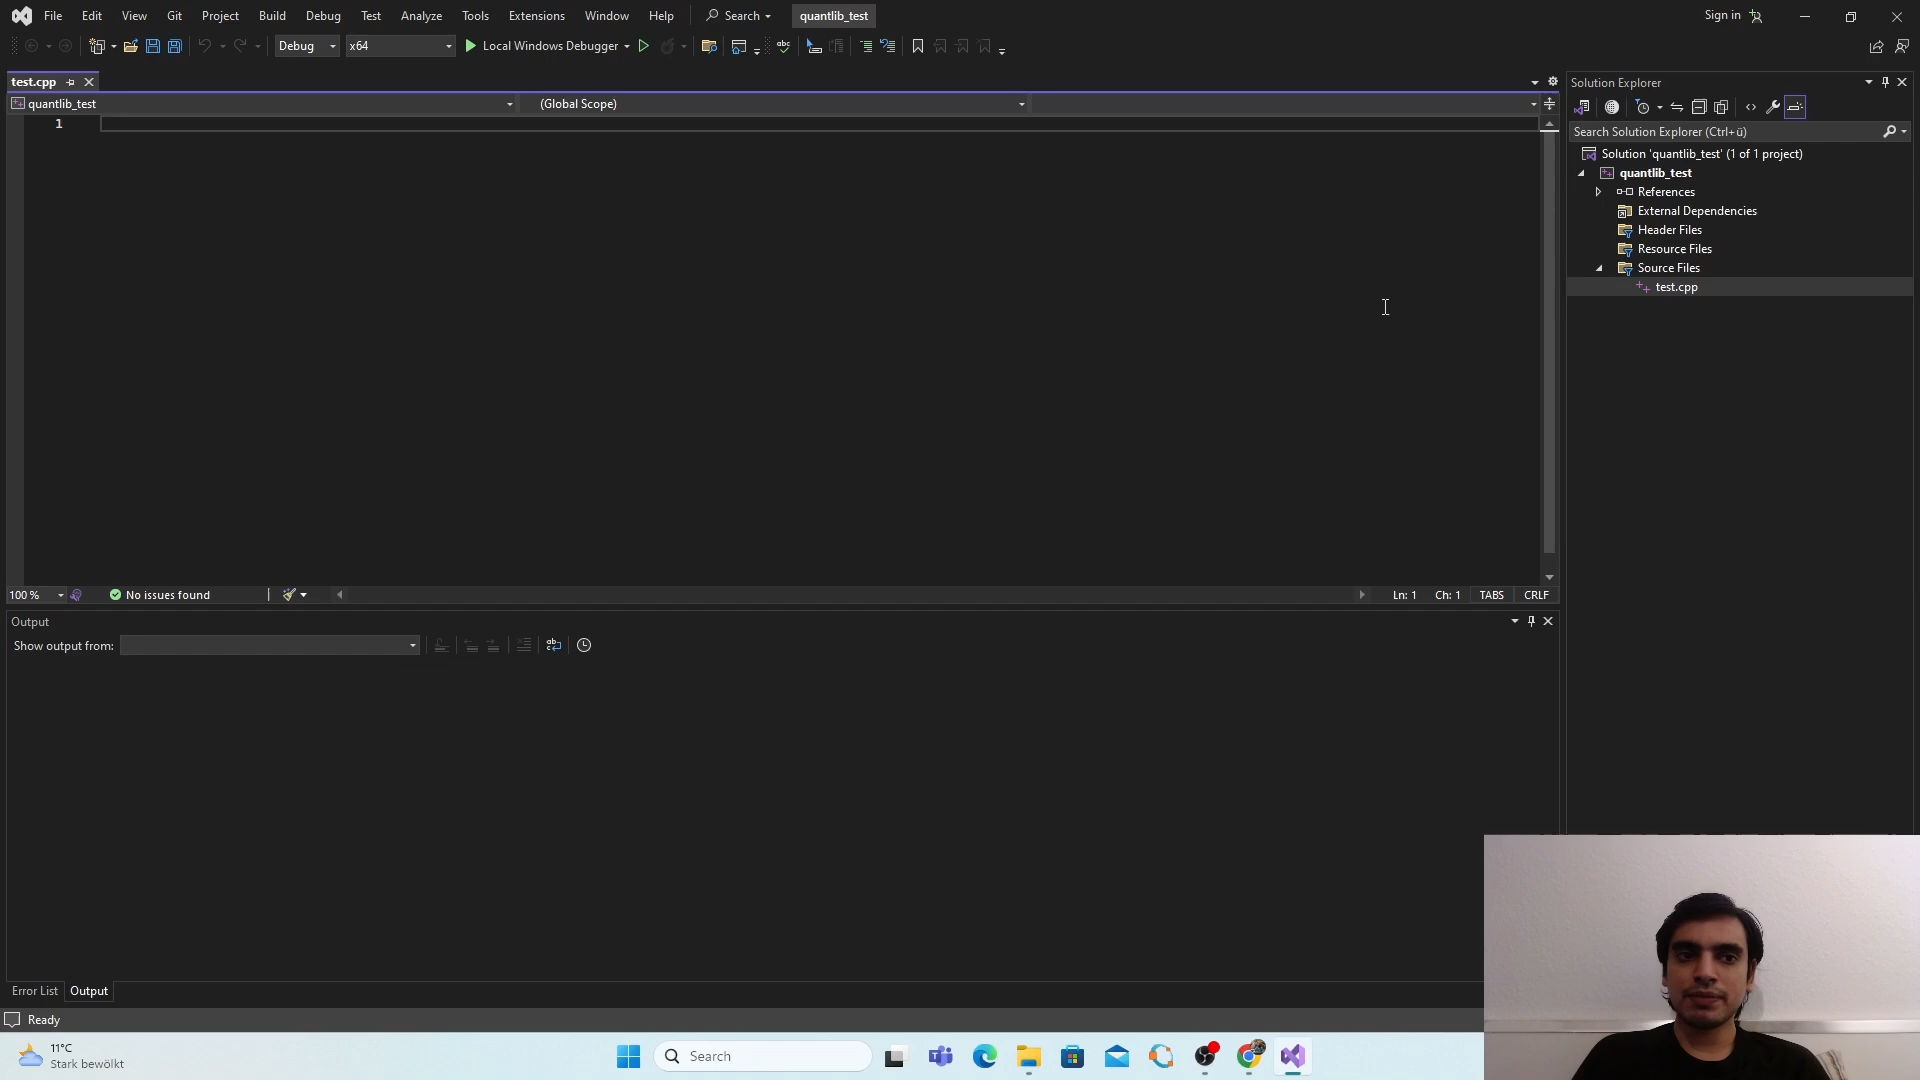 File Edit View Git Project Build Debug Test Analyze Tools Extensions Window Help Search quantlib_test Sign in
Debug x64 Local Windows Debugger
test.cpp
quantlib_test (Global Scope)
1
100 % No issues found Ln: 1 Ch: 1 TABS CRLF
Output
Show output from:
Error List Output
Ready
Solution Explorer
Search Solution Explorer (Ctrl+ü)
Solution 'quantlib_test' (1 of 1 project)
quantlib_test
References
External Dependencies
Header Files
Resource Files
Source Files
test.cpp
11°C
Stark bewölkt
Search